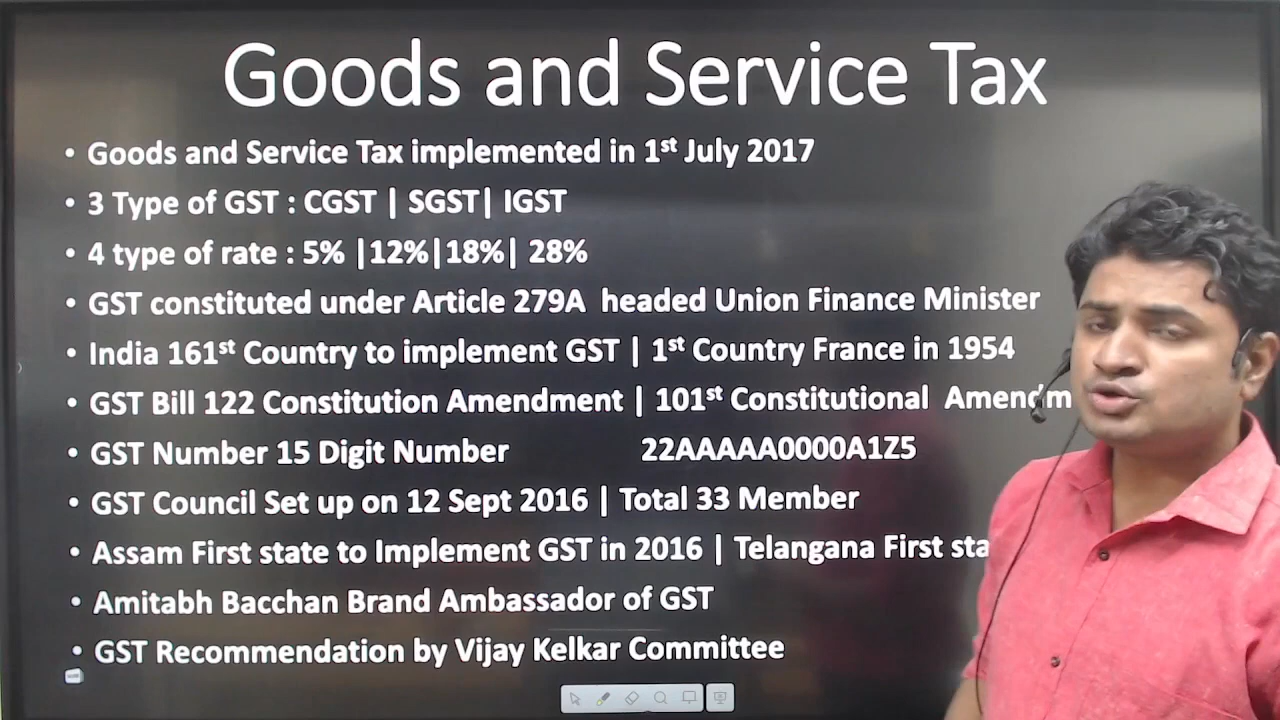 Goods and Service Tax
• Goods and Service Tax implemented in 1st July 2017
• 3 Type of GST : CGST | SGST| IGST
• 4 type of rate : 5% |12%|18%| 28%
• GST constituted under Article 279A headed Union Finance Minister
• India 161st Country to implement GST | 1st Country France in 1954
• GST Bill 122 Constitution Amendment | 101st Constitutional
• GST Number 15 Digit Number 22AAAAA0000A1Z5
• GST Council Set up on 12 Sept 2016 | Total 33 Member
• Assam First state to Implement GST in 2016 | Telangana First
• Amitabh Bacchan Brand Ambassador of GST
• GST Recommendation by Vijay Kelkar Committee